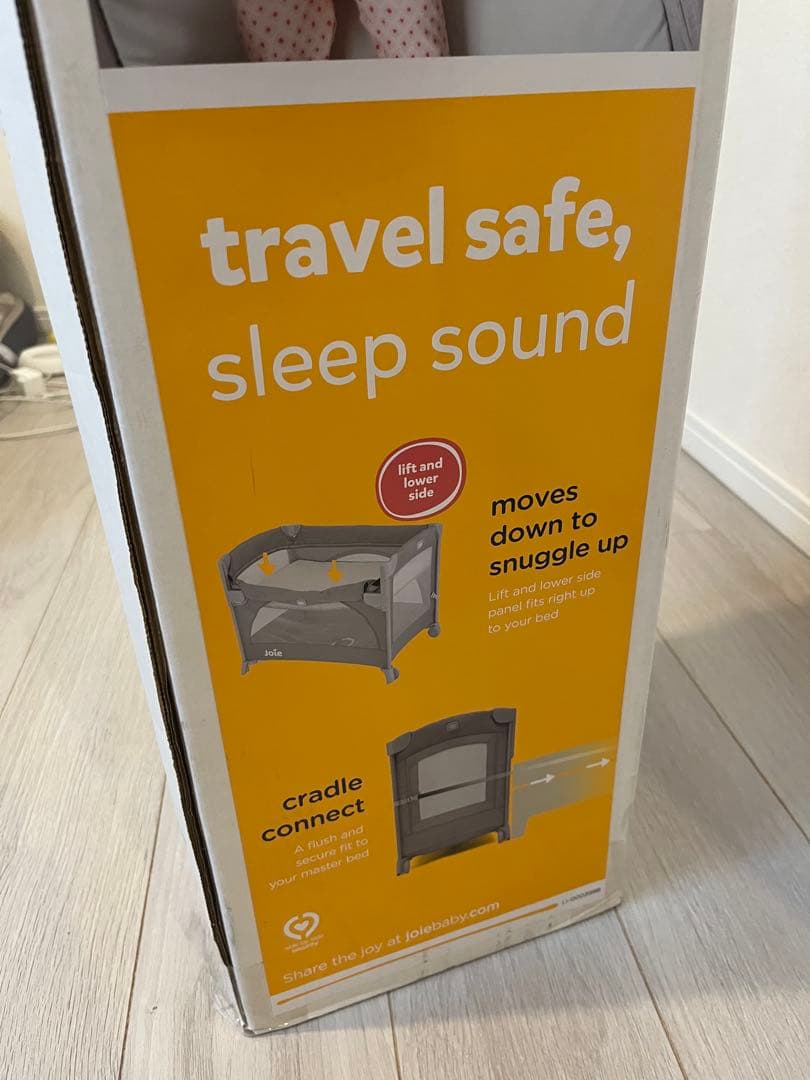 travel safe,
sleep sound
lift and
lower
side
moves
down to
snuggle up
Lift and lower side
panel fits right up
to your bed
Joie
cradle
connect
A flush and
secure fit to
your master bed
Share the joy at joiebaby.com